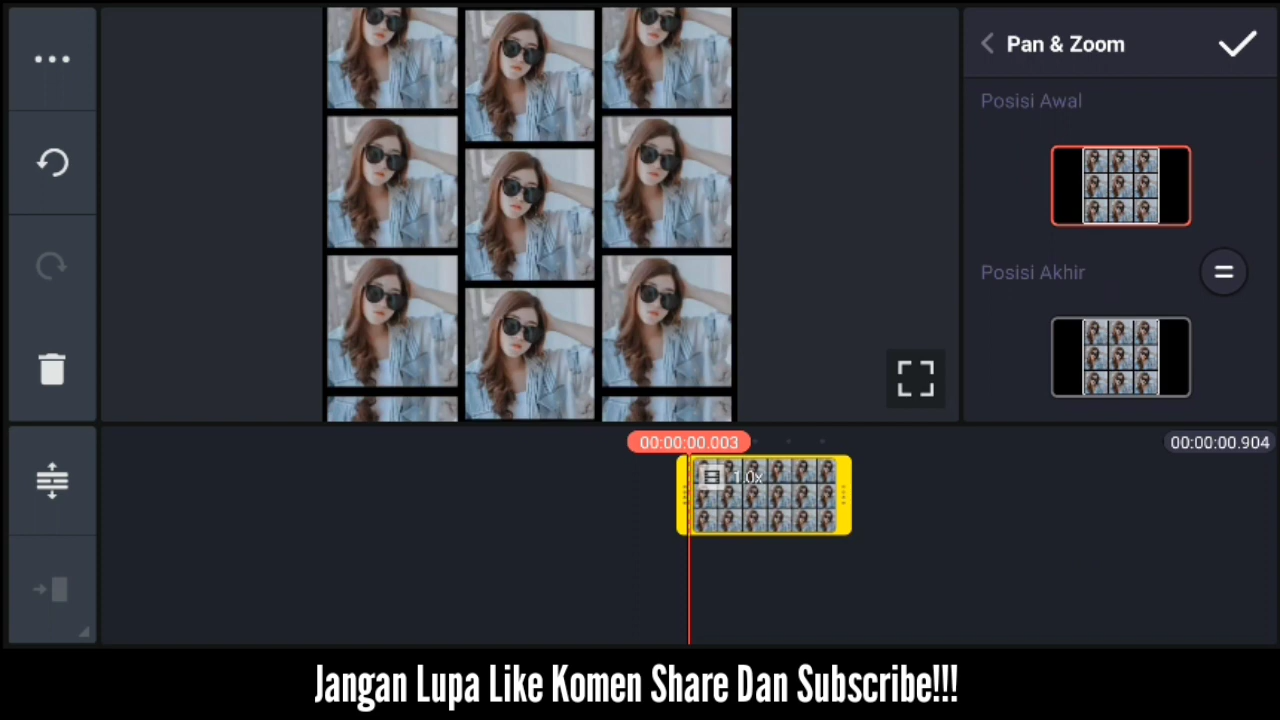 Pan & Zoom
Posisi Awal
Posisi Akhir
00:00:00.003
00:00:00.904
1.0x
Jangan Lupa Like Komen Share Dan Subscribe!!!